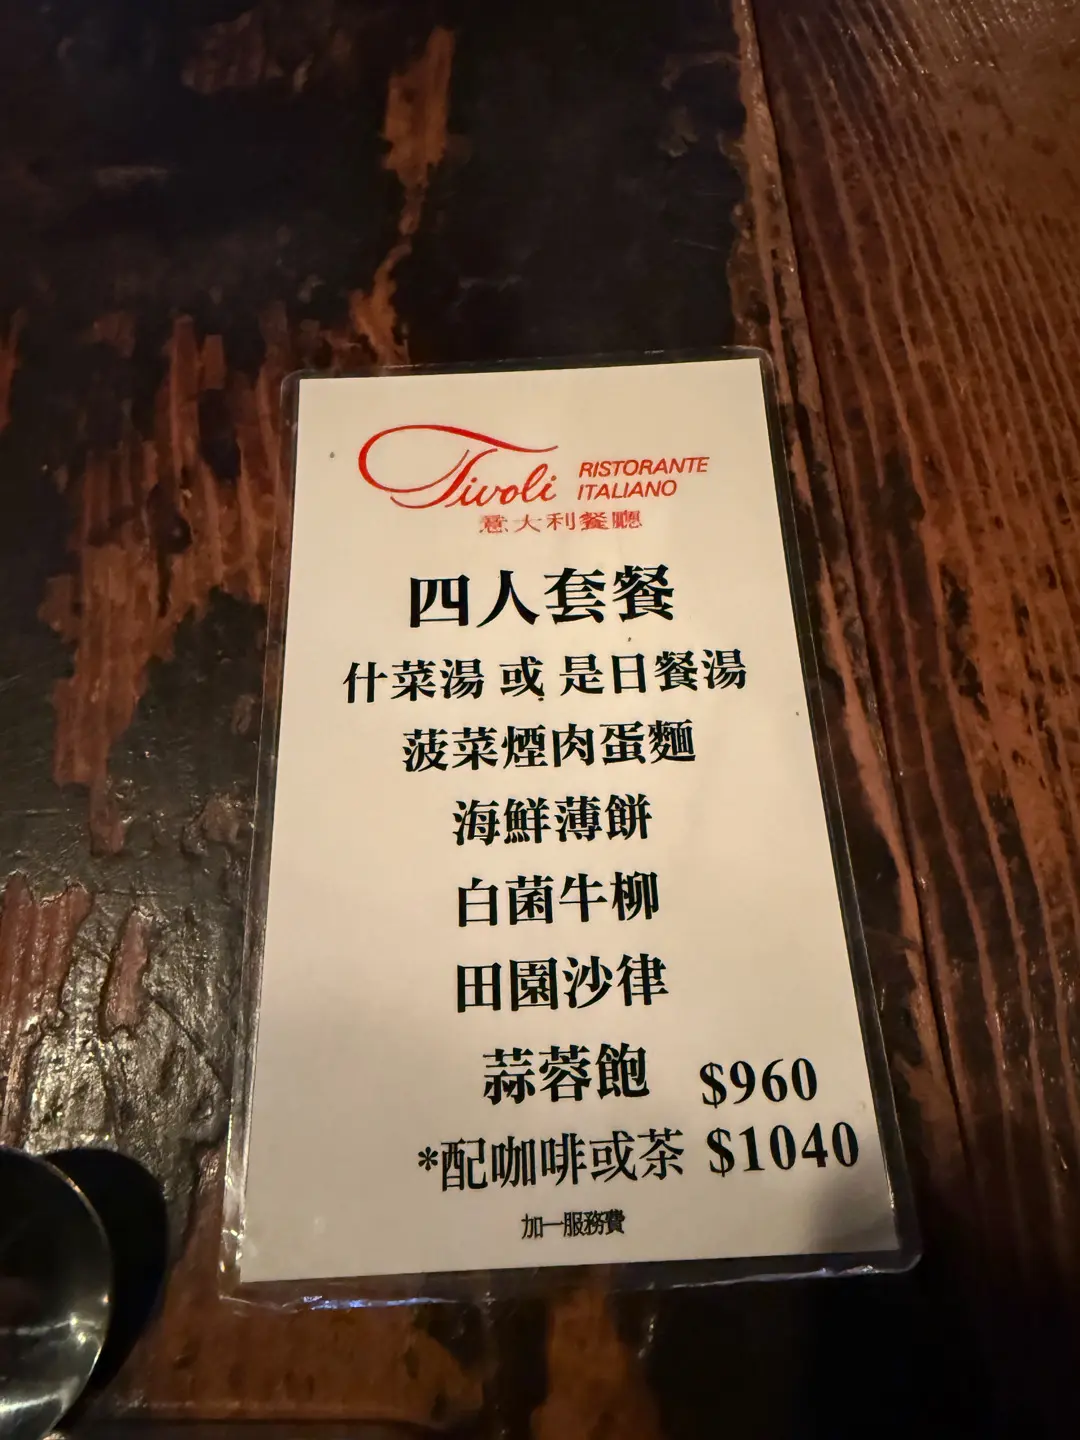 Tivoli RISTORANTE
ITALIANO
意大利餐廳
四人套餐
什菜湯 或 是日餐湯
菠菜煙肉蛋麵
海鮮薄餅
白菌牛柳
田園沙律
蒜蓉飽 $960
*配咖啡或茶 $1040
加一服務費